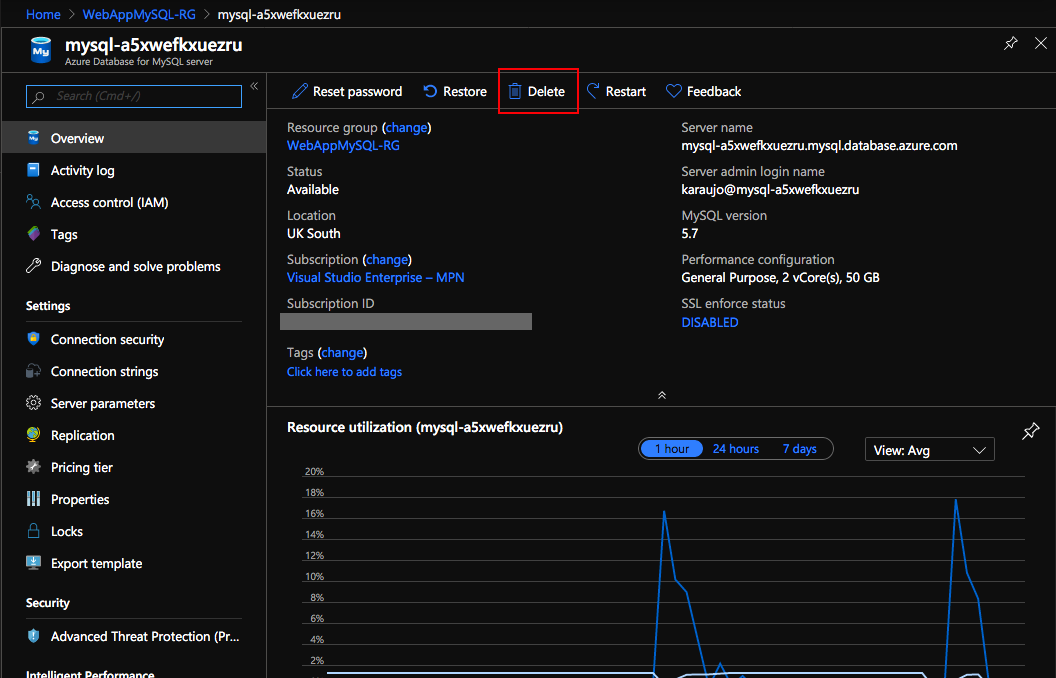 Home > WebAppMySQL-RG > mysql-a5xwefkxuezru
mysql-a5xwefkxuezru
Azure Database for MySQL server
My
Search (Cmd+/)
«
Overview
Activity log
Access control (IAM)
Tags
Diagnose and solve problems
Settings
Connection security
Connection strings
Server parameters
Replication
Pricing tier
Properties
Locks
Export template
Security
Advanced Threat Protection (Pr...
Intelligent Performance
Reset password
Restore
Delete
Restart
Feedback
Resource group (change)
WebAppMySQL-RG
Status
Available
Location
UK South
Subscription (change)
Visual Studio Enterprise – MPN
Subscription ID
Tags (change)
Click here to add tags
Server name
mysql-a5xwefkxuezru.mysql.database.azure.com
Server admin login name
karaujo@mysql-a5xwefkxuezru
MySQL version
5.7
Performance configuration
General Purpose, 2 vCore(s), 50 GB
SSL enforce status
DISABLED
Resource utilization (mysql-a5xwefkxuezru)
1 hour
24 hours
7 days
View: Avg
20%
18%
16%
14%
12%
10%
8%
6%
4%
2%